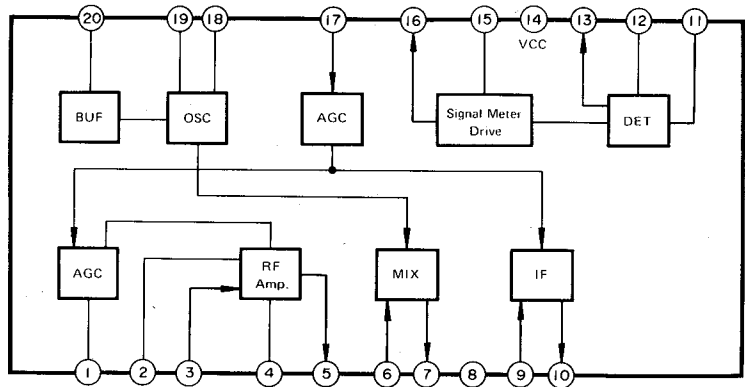 20 19 18 17 16 15 14 13 12 11
VCC
BUF OSC AGC Signal Meter Drive DET
AGC RF Amp. MIX IF
1 2 3 4 5 6 7 8 9 10